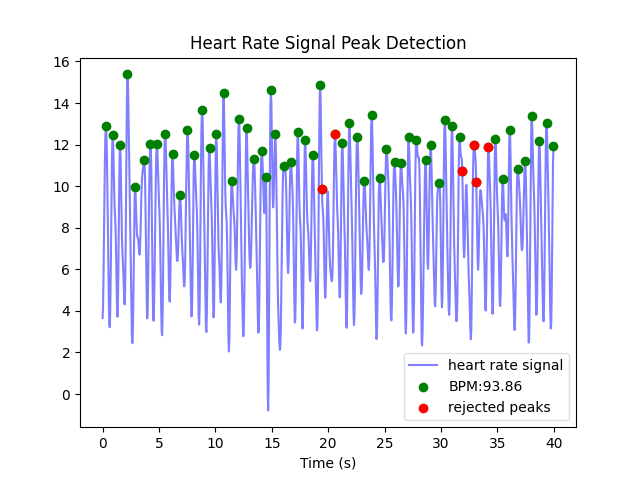 Heart Rate Signal Peak Detection
16
14
12
10
8
6
4
2
0
heart rate signal
BPM:93.86
rejected peaks
0 5 10 15 20 25 30 35 40
Time (s)